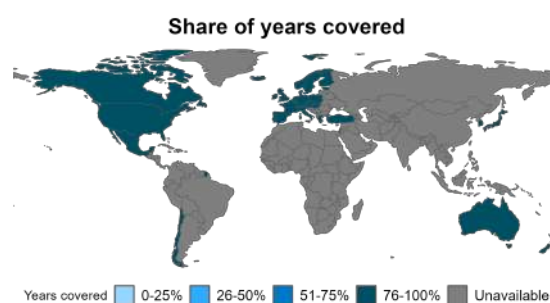 Share of years covered
Years covered 0-25% 26-50% 51-75% 76-100% Unavailable